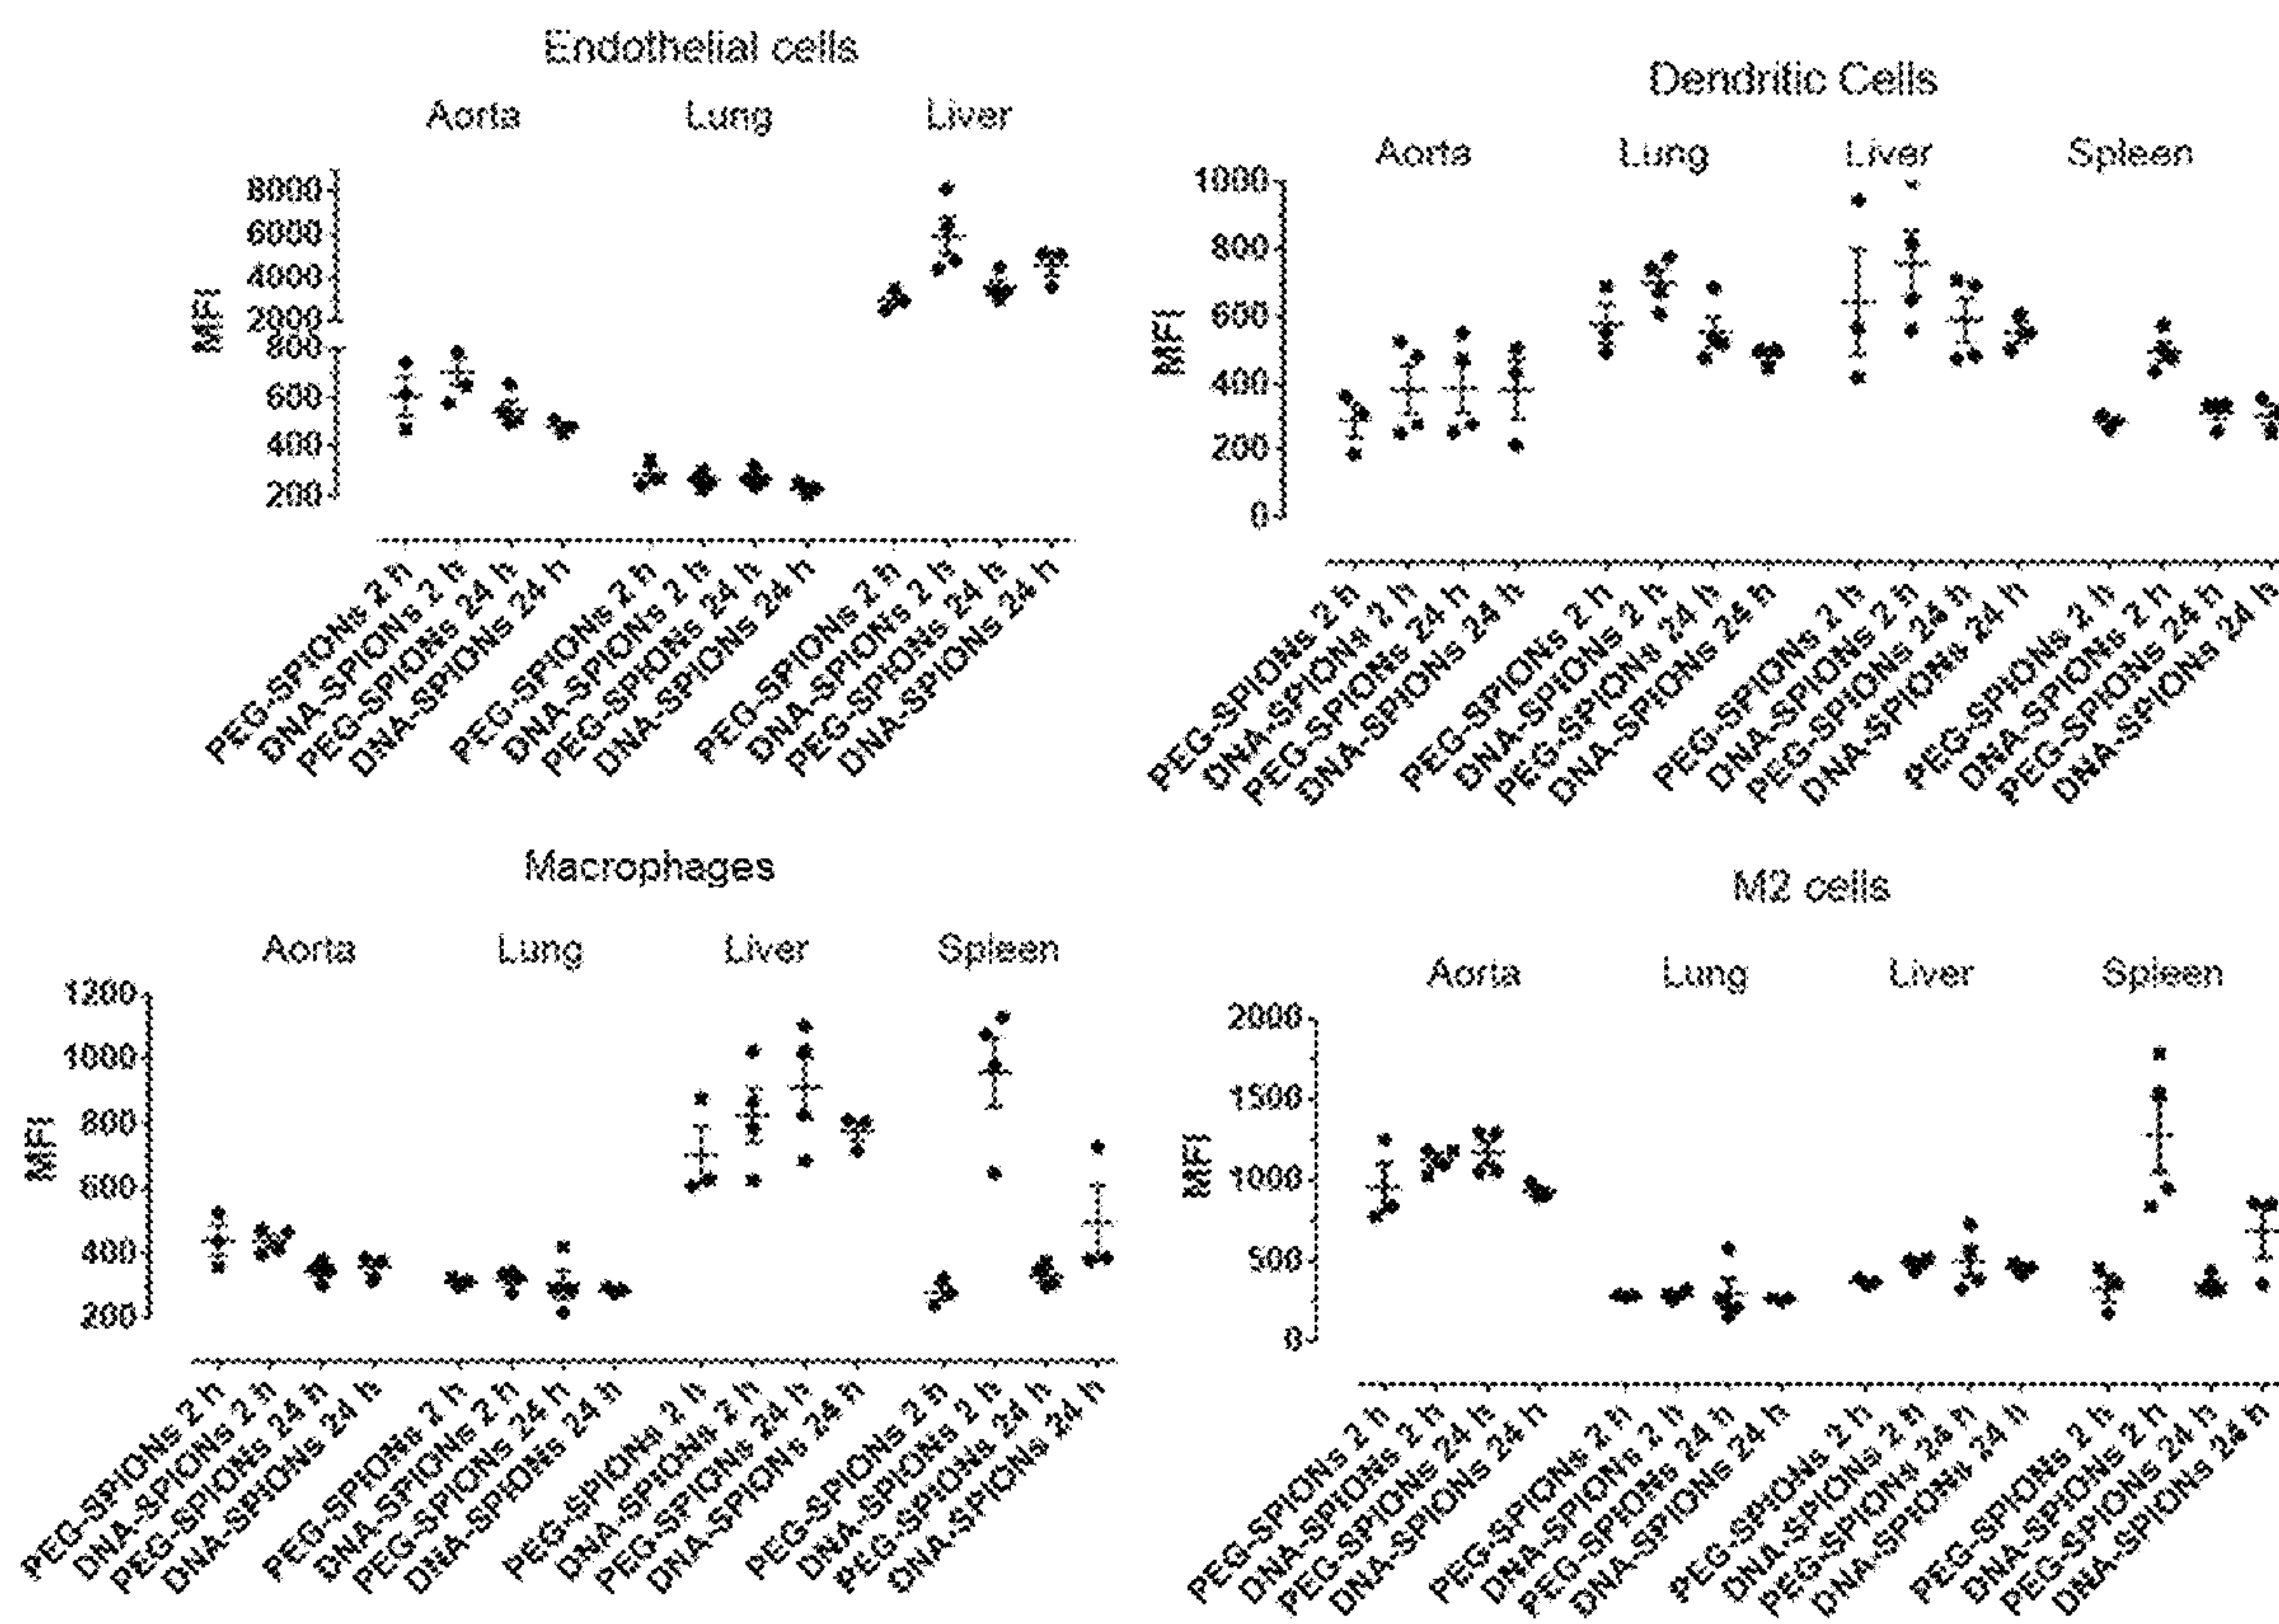 Endothelial cells
Aorta Lung Liver
MFI
8000
6000
4000
2000
800
600
400
200
PEG-SPIONs 2 h
DNA-SPIONs 2 h
PEG-SPIONs 24 h
DNA-SPIONs 24 h
PEG-SPIONs 2 h
DNA-SPIONs 2 h
PEG-SPIONs 24 h
DNA-SPIONs 24 h
PEG-SPIONs 2 h
DNA-SPIONs 2 h
PEG-SPIONs 24 h
DNA-SPIONs 24 h
Dendritic Cells
Aorta Lung Liver Spleen
MFI
1000
800
600
400
200
0
PEG-SPIONs 2 h
DNA-SPIONs 2 h
PEG-SPIONs 24 h
DNA-SPIONs 24 h
PEG-SPIONs 2 h
DNA-SPIONs 2 h
PEG-SPIONs 24 h
DNA-SPIONs 24 h
PEG-SPIONs 2 h
DNA-SPIONs 2 h
PEG-SPIONs 24 h
DNA-SPIONs 24 h
PEG-SPIONs 2 h
DNA-SPIONs 2 h
PEG-SPIONs 24 h
DNA-SPIONs 24 h
Macrophages
Aorta Lung Liver Spleen
MFI
1200
1000
800
600
400
200
PEG-SPIONs 2 h
DNA-SPIONs 2 h
PEG-SPIONs 24 h
DNA-SPIONs 24 h
PEG-SPIONs 2 h
DNA-SPIONs 2 h
PEG-SPIONs 24 h
DNA-SPIONs 24 h
PEG-SPIONs 2 h
DNA-SPIONs 2 h
PEG-SPIONs 24 h
DNA-SPIONs 24 h
PEG-SPIONs 2 h
DNA-SPIONs 2 h
PEG-SPIONs 24 h
DNA-SPIONs 24 h
M2 cells
Aorta Lung Liver Spleen
MFI
2000
1500
1000
500
0
PEG-SPIONs 2 h
DNA-SPIONs 2 h
PEG-SPIONs 24 h
DNA-SPIONs 24 h
PEG-SPIONs 2 h
DNA-SPIONs 2 h
PEG-SPIONs 24 h
DNA-SPIONs 24 h
PEG-SPIONs 2 h
DNA-SPIONs 2 h
PEG-SPIONs 24 h
DNA-SPIONs 24 h
PEG-SPIONs 2 h
DNA-SPIONs 2 h
PEG-SPIONs 24 h
DNA-SPIONs 24 h